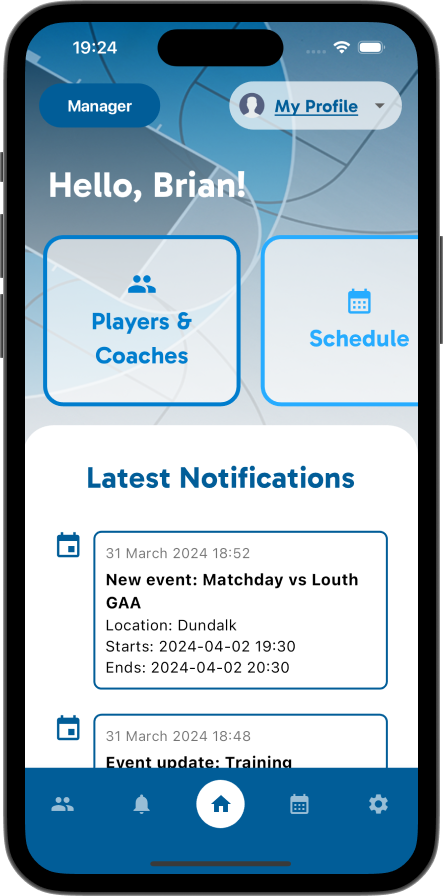 19:24
Manager
My Profile
Hello, Brian!
Players &
Coaches
Schedule
Latest Notifications
31 March 2024 18:52
New event: Matchday vs Louth
GAA
Location: Dundalk
Starts: 2024-04-02 19:30
Ends: 2024-04-02 20:30
31 March 2024 18:48
Event update: Training